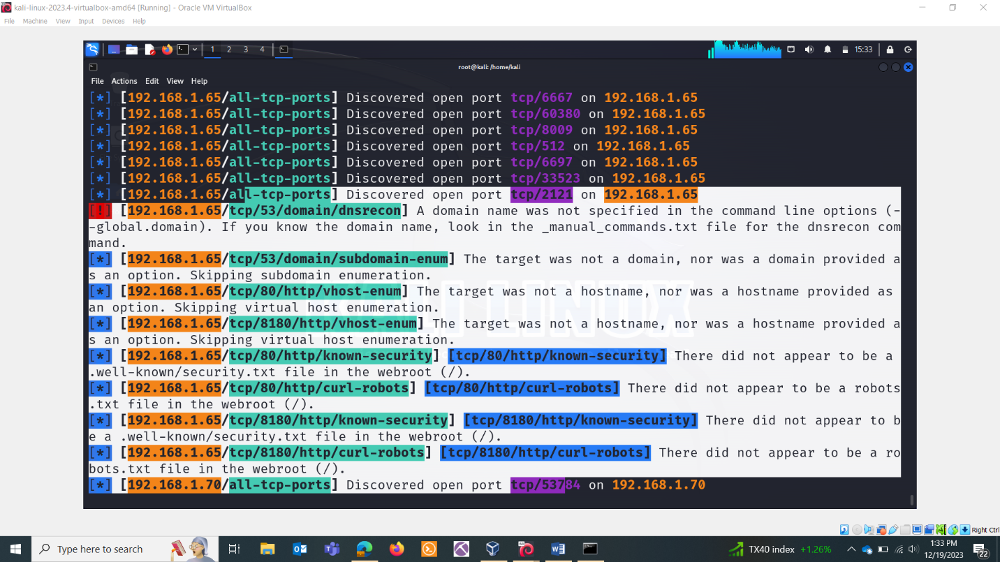 kali-linux-2023.4-virtualbox-amd64 [Running] - Oracle VM VirtualBox
File Machine View Input Devices Help
1 2 3 4 15:33
root@kali: /home/kali
File Actions Edit View Help
[*] [192.168.1.65/all-tcp-ports] Discovered open port tcp/6667 on 192.168.1.65
[*] [192.168.1.65/all-tcp-ports] Discovered open port tcp/60380 on 192.168.1.65
[*] [192.168.1.65/all-tcp-ports] Discovered open port tcp/8009 on 192.168.1.65
[*] [192.168.1.65/all-tcp-ports] Discovered open port tcp/512 on 192.168.1.65
[*] [192.168.1.65/all-tcp-ports] Discovered open port tcp/6697 on 192.168.1.65
[*] [192.168.1.65/all-tcp-ports] Discovered open port tcp/33523 on 192.168.1.65
[*] [192.168.1.65/all-tcp-ports] Discovered open port tcp/2121 on 192.168.1.65
[!] [192.168.1.65/tcp/53/domain/dnsrecon] A domain name was not specified in the command line options (-
-global.domain). If you know the domain name, look in the _manual_commands.txt file for the dnsrecon com
mand.
[*] [192.168.1.65/tcp/53/domain/subdomain-enum] The target was not a domain, nor was a domain provided a
s an option. Skipping subdomain enumeration.
[*] [192.168.1.65/tcp/80/http/vhost-enum] The target was not a hostname, nor was a hostname provided as
an option. Skipping virtual host enumeration.
[*] [192.168.1.65/tcp/8180/http/vhost-enum] The target was not a hostname, nor was a hostname provided a
s an option. Skipping virtual host enumeration.
[*] [192.168.1.65/tcp/80/http/known-security] [tcp/80/http/known-security] There did not appear to be a
.well-known/security.txt file in the webroot (/).
[*] [192.168.1.65/tcp/80/http/curl-robots] [tcp/80/http/curl-robots] There did not appear to be a robots
.txt file in the webroot (/).
[*] [192.168.1.65/tcp/8180/http/known-security] [tcp/8180/http/known-security] There did not appear to b
e a .well-known/security.txt file in the webroot (/).
[*] [192.168.1.65/tcp/8180/http/curl-robots] [tcp/8180/http/curl-robots] There did not appear to be a ro
bots.txt file in the webroot (/).
[*] [192.168.1.70/all-tcp-ports] Discovered open port tcp/53784 on 192.168.1.70
Right Ctrl
Type here to search
TX40 index +1.26%
1:33 PM
12/19/2023
22